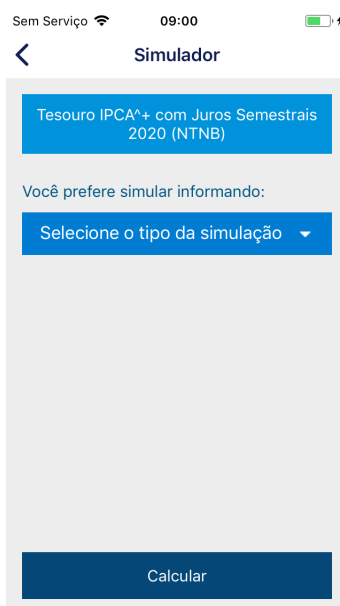 Sem Serviço 09:00
Simulador
Tesouro IPCA^+ com Juros Semestrais
2020 (NTNB)
Você prefere simular informando:
Selecione o tipo da simulação
Calcular